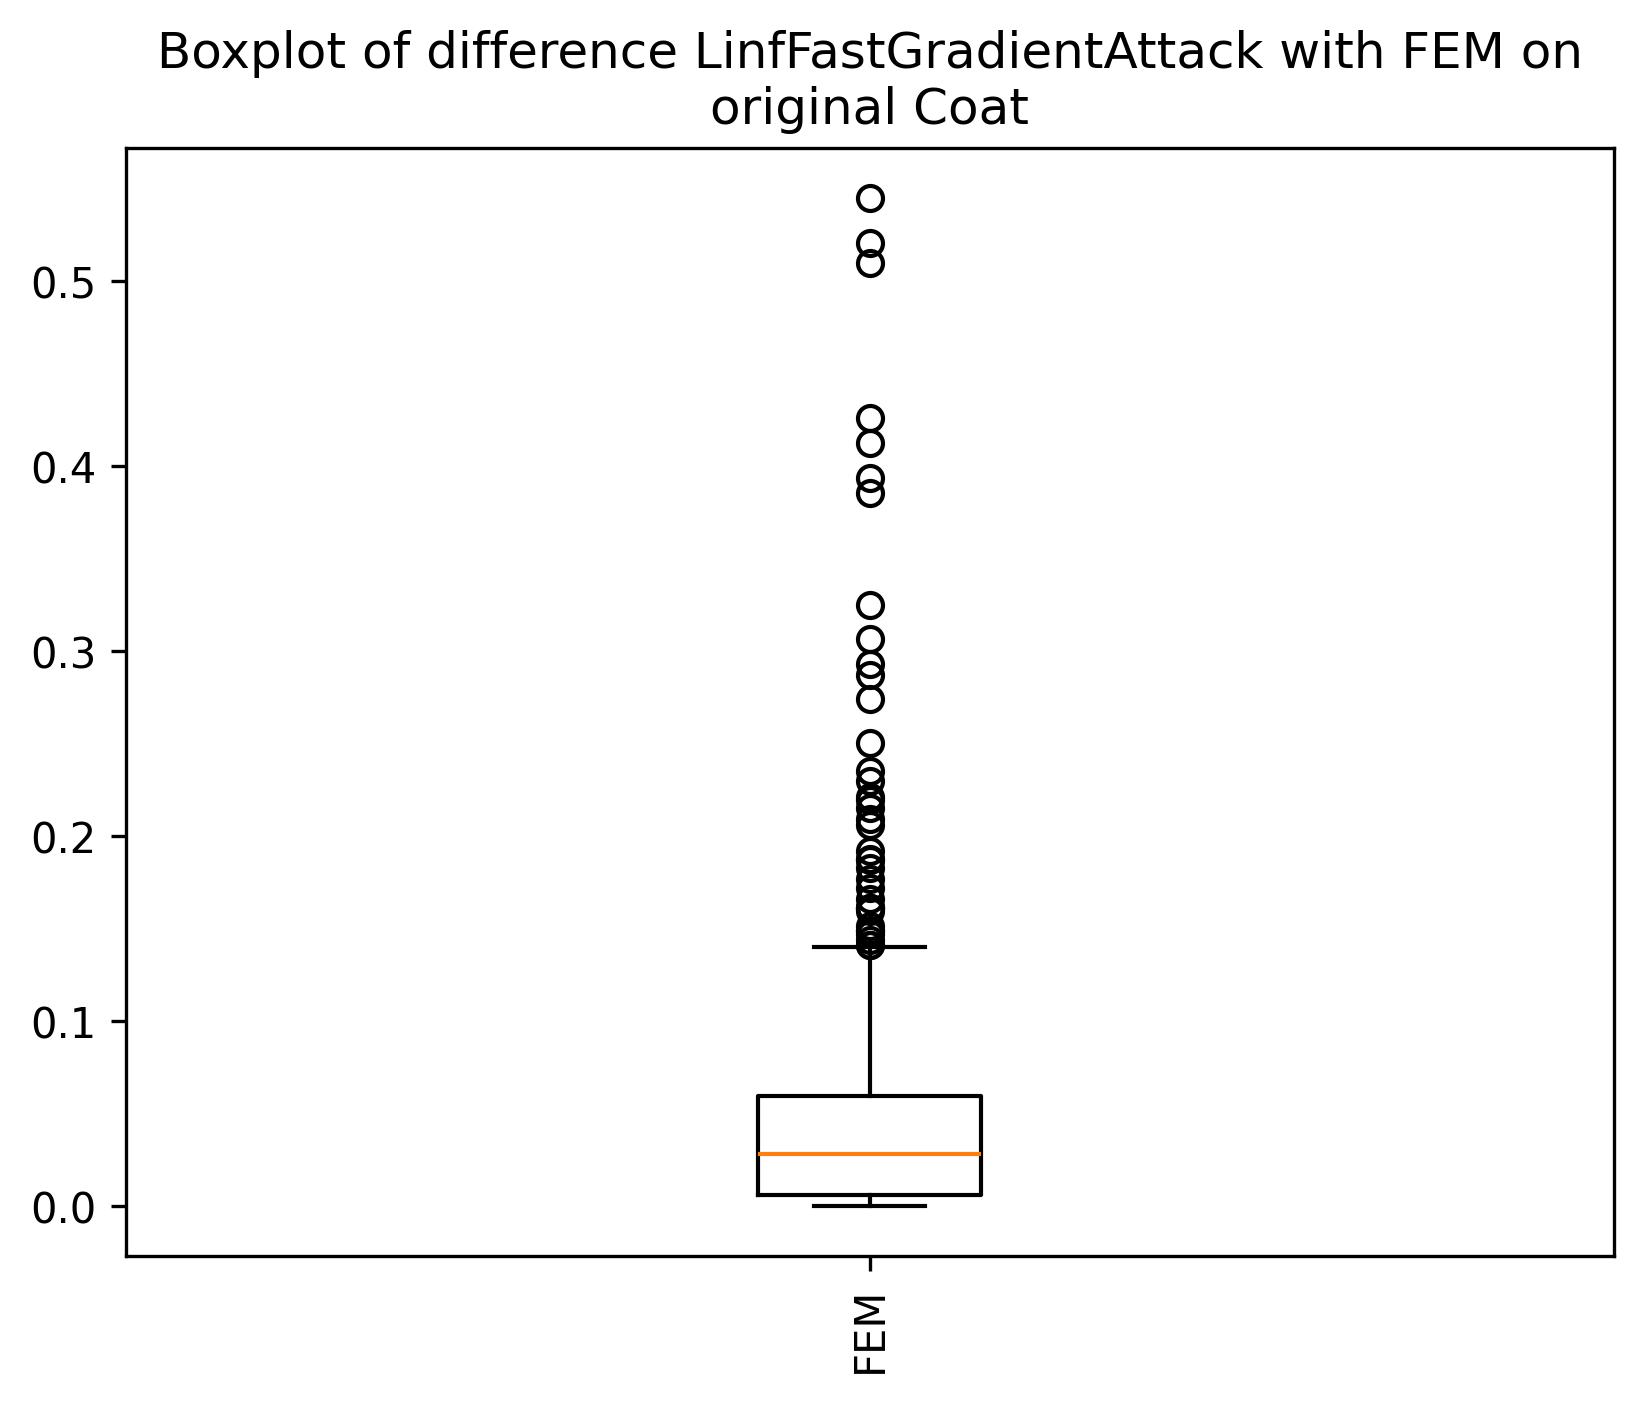 Boxplot of difference LinfFastGradientAttack with FEM on
original Coat
0.5
0.4
0.3
0.2
0.1
0.0
FEM